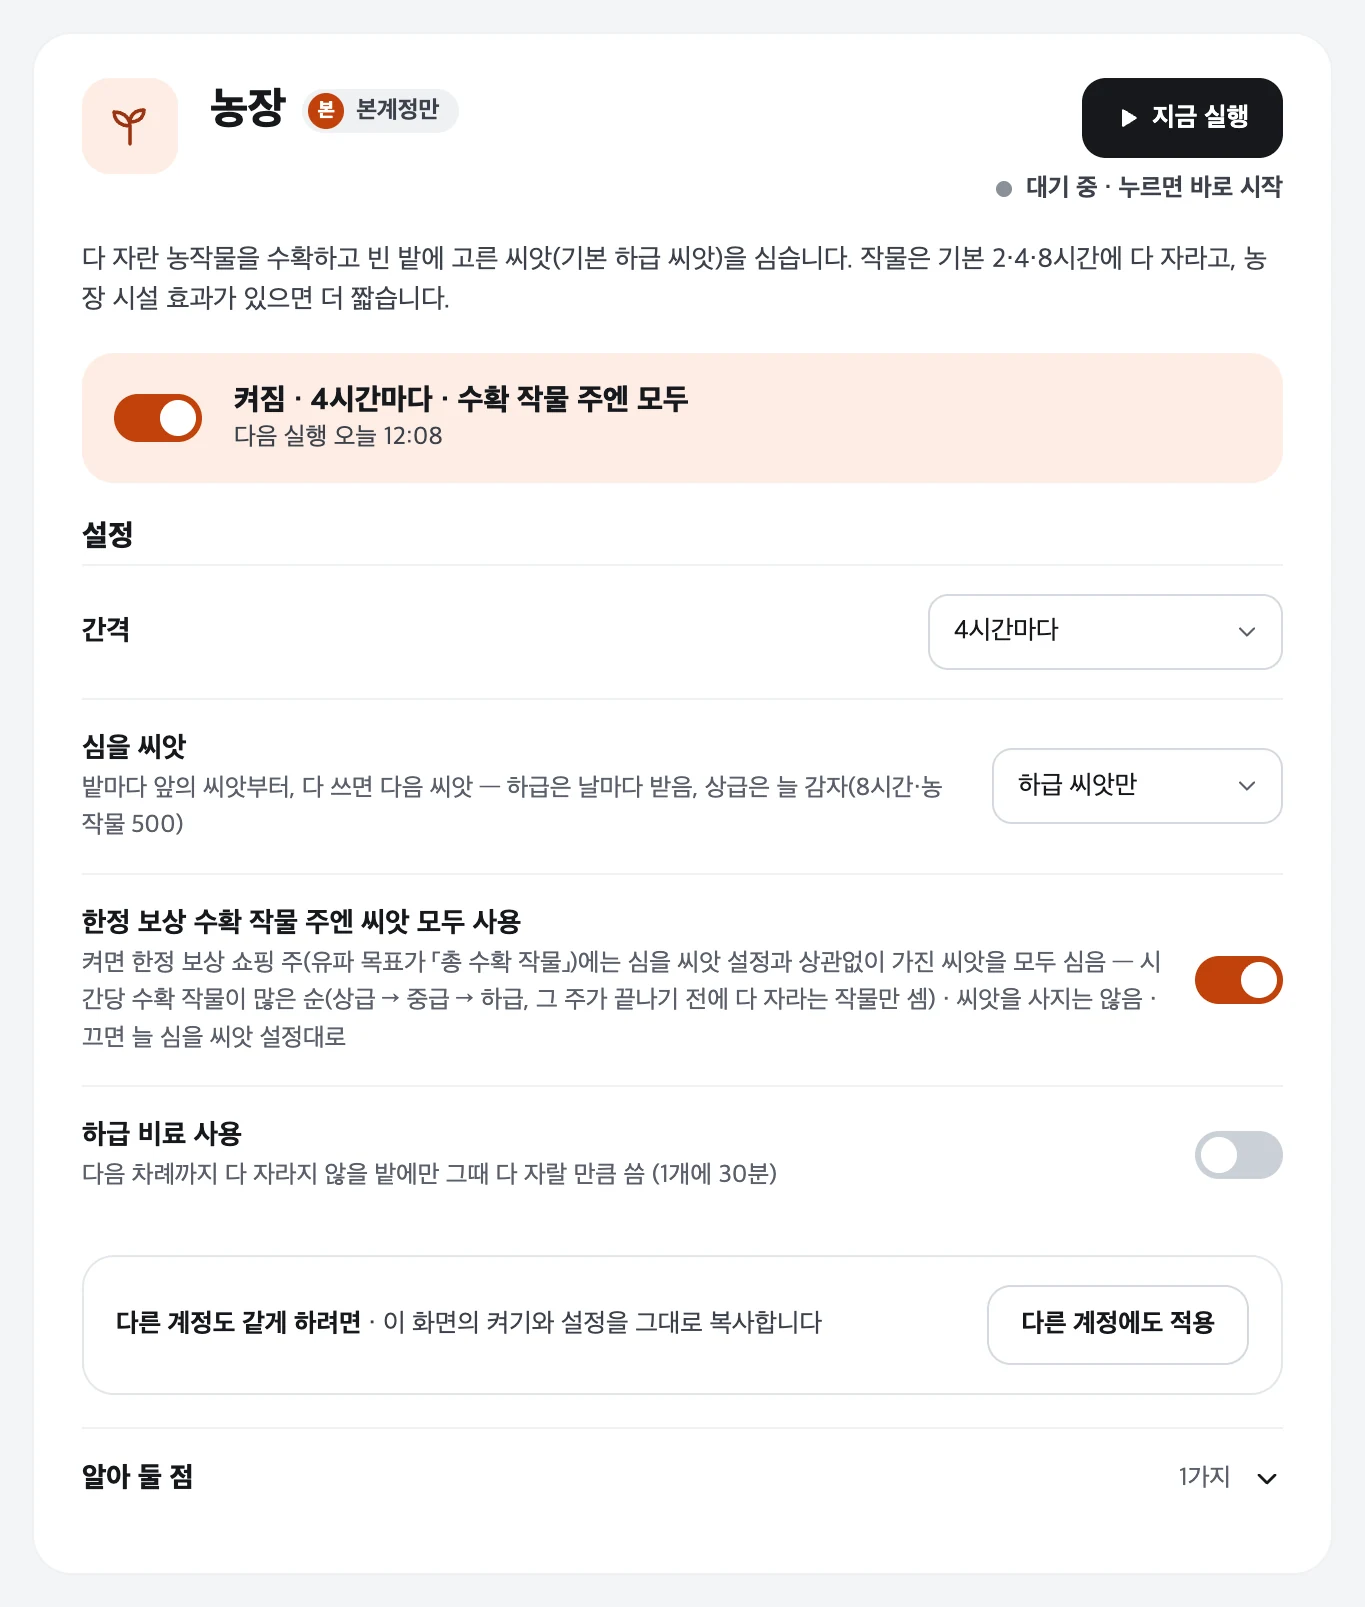 농장
본 본계정만
지금 실행
대기 중 · 누르면 바로 시작
다 자란 농작물을 수확하고 빈 밭에 고른 씨앗(기본 하급 씨앗)을 심습니다. 작물은 기본 2·4·8시간에 다 자라고, 농
장 시설 효과가 있으면 더 짧습니다.
켜짐 · 4시간마다 · 수확 작물 주엔 모두
다음 실행 오늘 12:08
설정
간격
4시간마다
심을 씨앗
밭마다 앞의 씨앗부터, 다 쓰면 다음 씨앗 — 하급은 날마다 받음, 상급은 늘 감자(8시간·농
작물 500)
하급 씨앗만
한정 보상 수확 작물 주엔 씨앗 모두 사용
켜면 한정 보상 쇼핑 주(유파 목표가 「총 수확 작물」)에는 심을 씨앗 설정과 상관없이 가진 씨앗을 모두 심음 — 시
간당 수확 작물이 많은 순(상급 → 중급 → 하급, 그 주가 끝나기 전에 다 자라는 작물만 셈) · 씨앗을 사지는 않음 ·
끄면 늘 심을 씨앗 설정대로
하급 비료 사용
다음 차례까지 다 자라지 않을 밭에만 그때 다 자랄 만큼 씀 (1개에 30분)
다른 계정도 같게 하려면 · 이 화면의 켜기와 설정을 그대로 복사합니다
다른 계정에도 적용
알아 둘 점
1가지